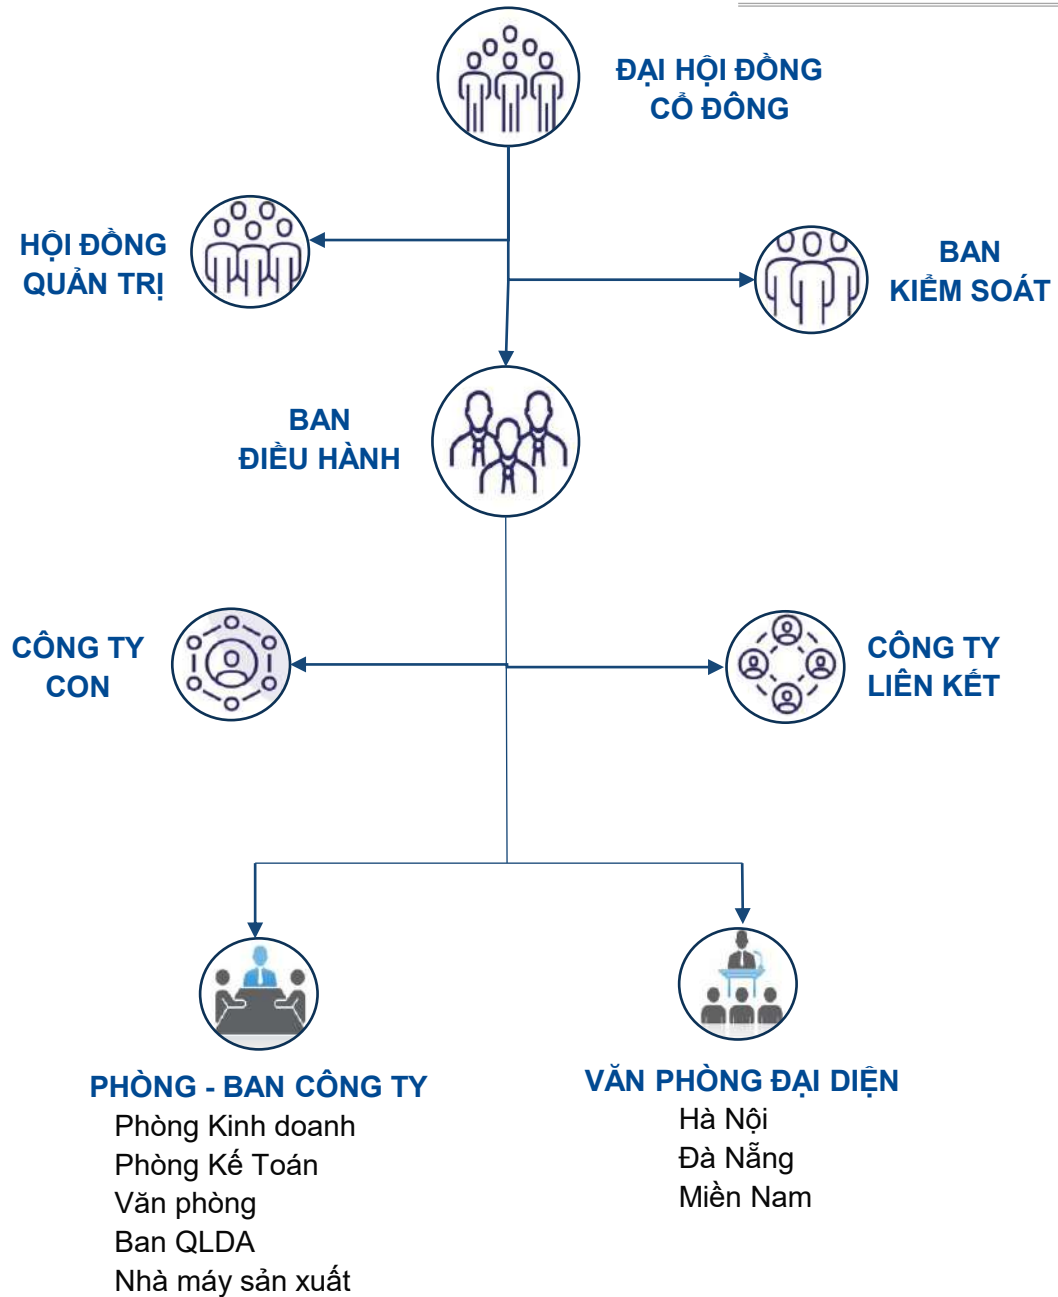 ĐẠI HỘI ĐỒNG
CỔ ĐÔNG
HỘI ĐỒNG
QUẢN TRỊ
BAN
KIỂM SOÁT
BAN
ĐIỀU HÀNH
CÔNG TY
CON
CÔNG TY
LIÊN KẾT
PHÒNG - BAN CÔNG TY
Phòng Kinh doanh
Phòng Kế Toán
Văn phòng
Ban QLDA
Nhà máy sản xuất
VĂN PHÒNG ĐẠI DIỆN
Hà Nội
Đà Nẵng
Miền Nam